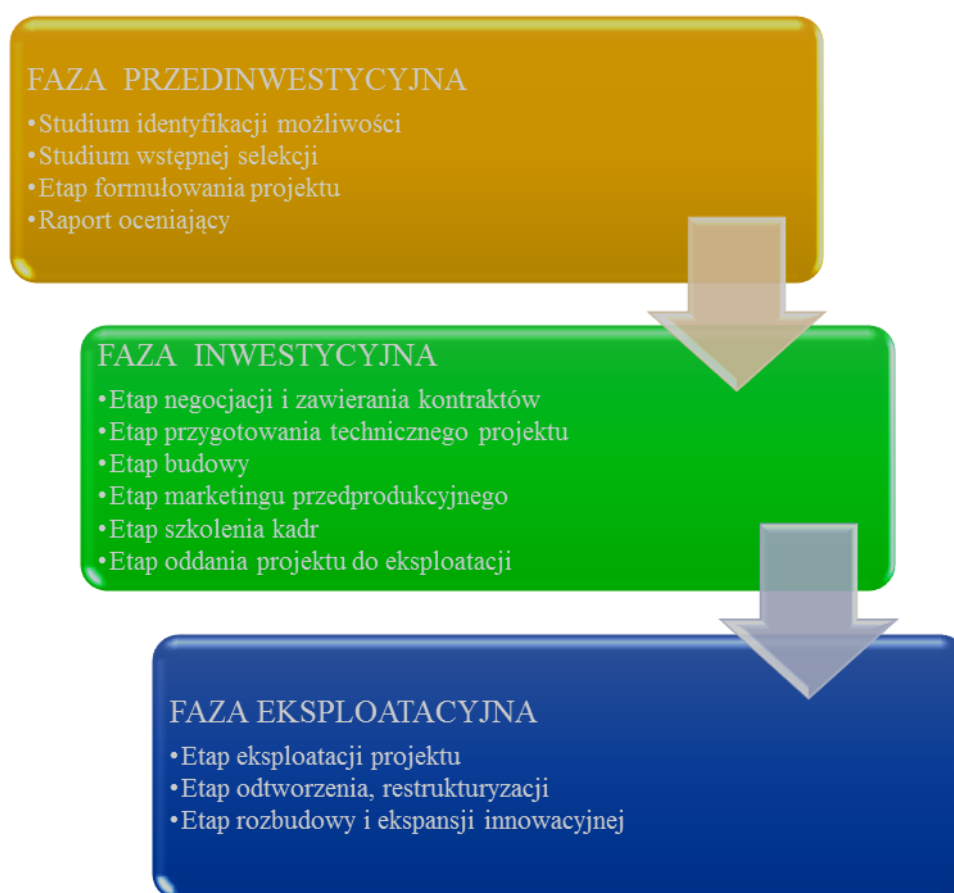 FAZA PRZEDINWESTYCYJNA
•Studium identyfikacji możliwości
•Studium wstępnej selekcji
•Etap formułowania projektu
•Raport oceniający
FAZA INWESTYCYJNA
•Etap negocjacji i zawierania kontraktów
•Etap przygotowania technicznego projektu
•Etap budowy
•Etap marketingu przedprodukcyjnego
•Etap szkolenia kadr
•Etap oddania projektu do eksploatacji
FAZA EKSPLOATACYJNA
•Etap eksploatacji projektu
•Etap odtworzenia, restrukturyzacji
•Etap rozbudowy i ekspansji innowacyjnej